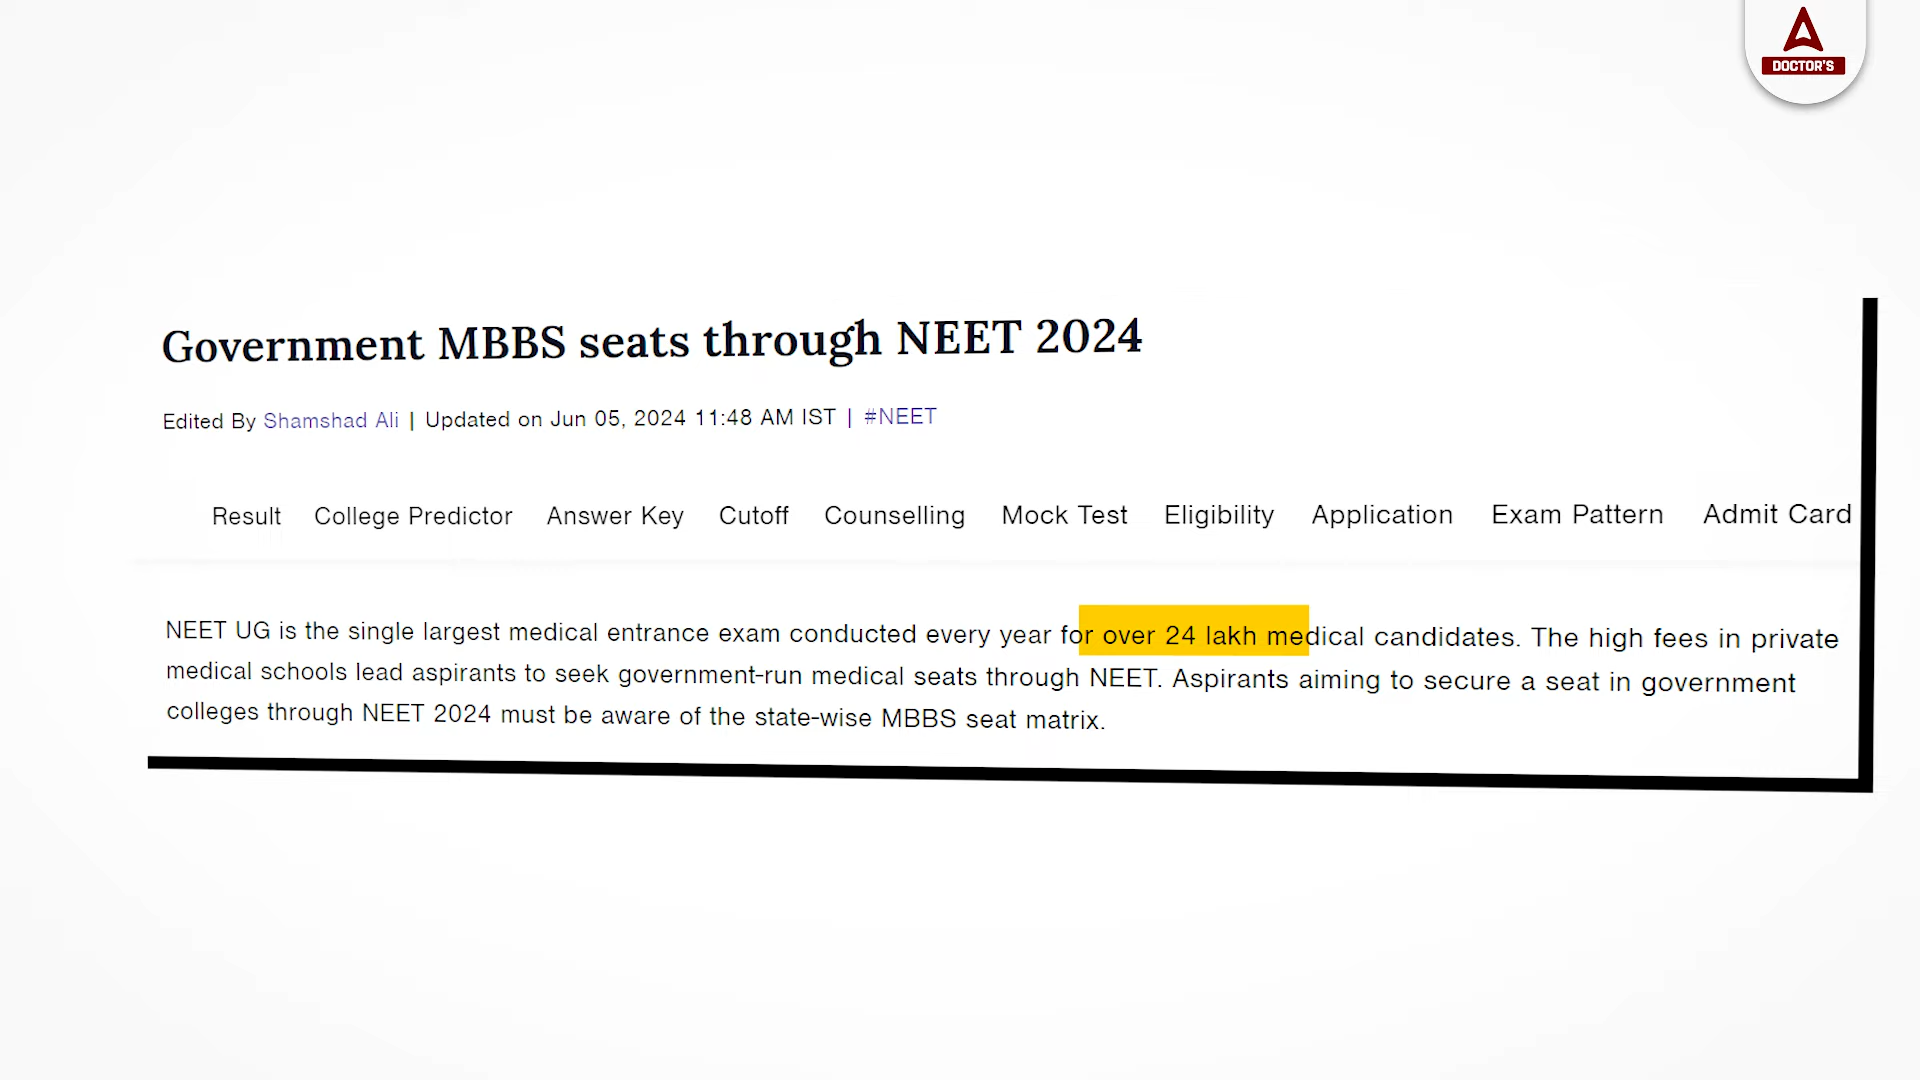 DOCTOR'S
Government MBBS seats through NEET 2024
Edited By Shamshad Ali | Updated on Jun 05, 2024 11:48 AM IST | #NEET
Result College Predictor Answer Key Cutoff Counselling Mock Test Eligibility Application Exam Pattern Admit Card
NEET UG is the single largest medical entrance exam conducted every year for over 24 lakh medical candidates. The high fees in private
medical schools lead aspirants to seek government-run medical seats through NEET. Aspirants aiming to secure a seat in government
colleges through NEET 2024 must be aware of the state-wise MBBS seat matrix.